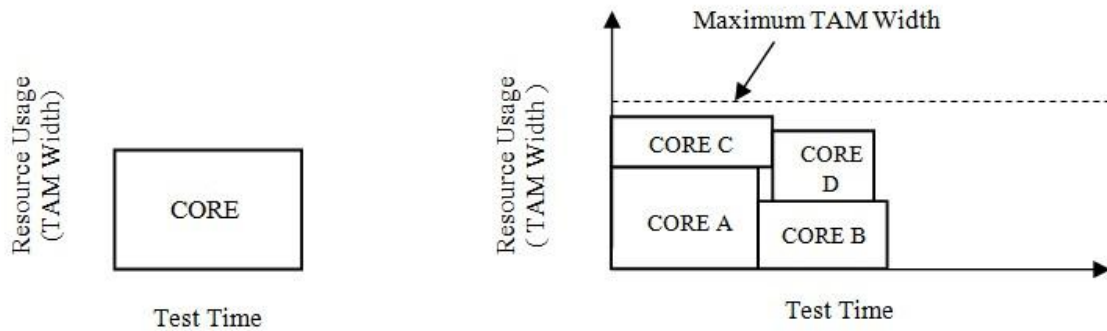 Resource Usage
(TAM Width)
CORE
Test Time
Maximum TAM Width
Resource Usage
( TAM Width )
CORE C
CORE
D
CORE A
CORE B
Test Time